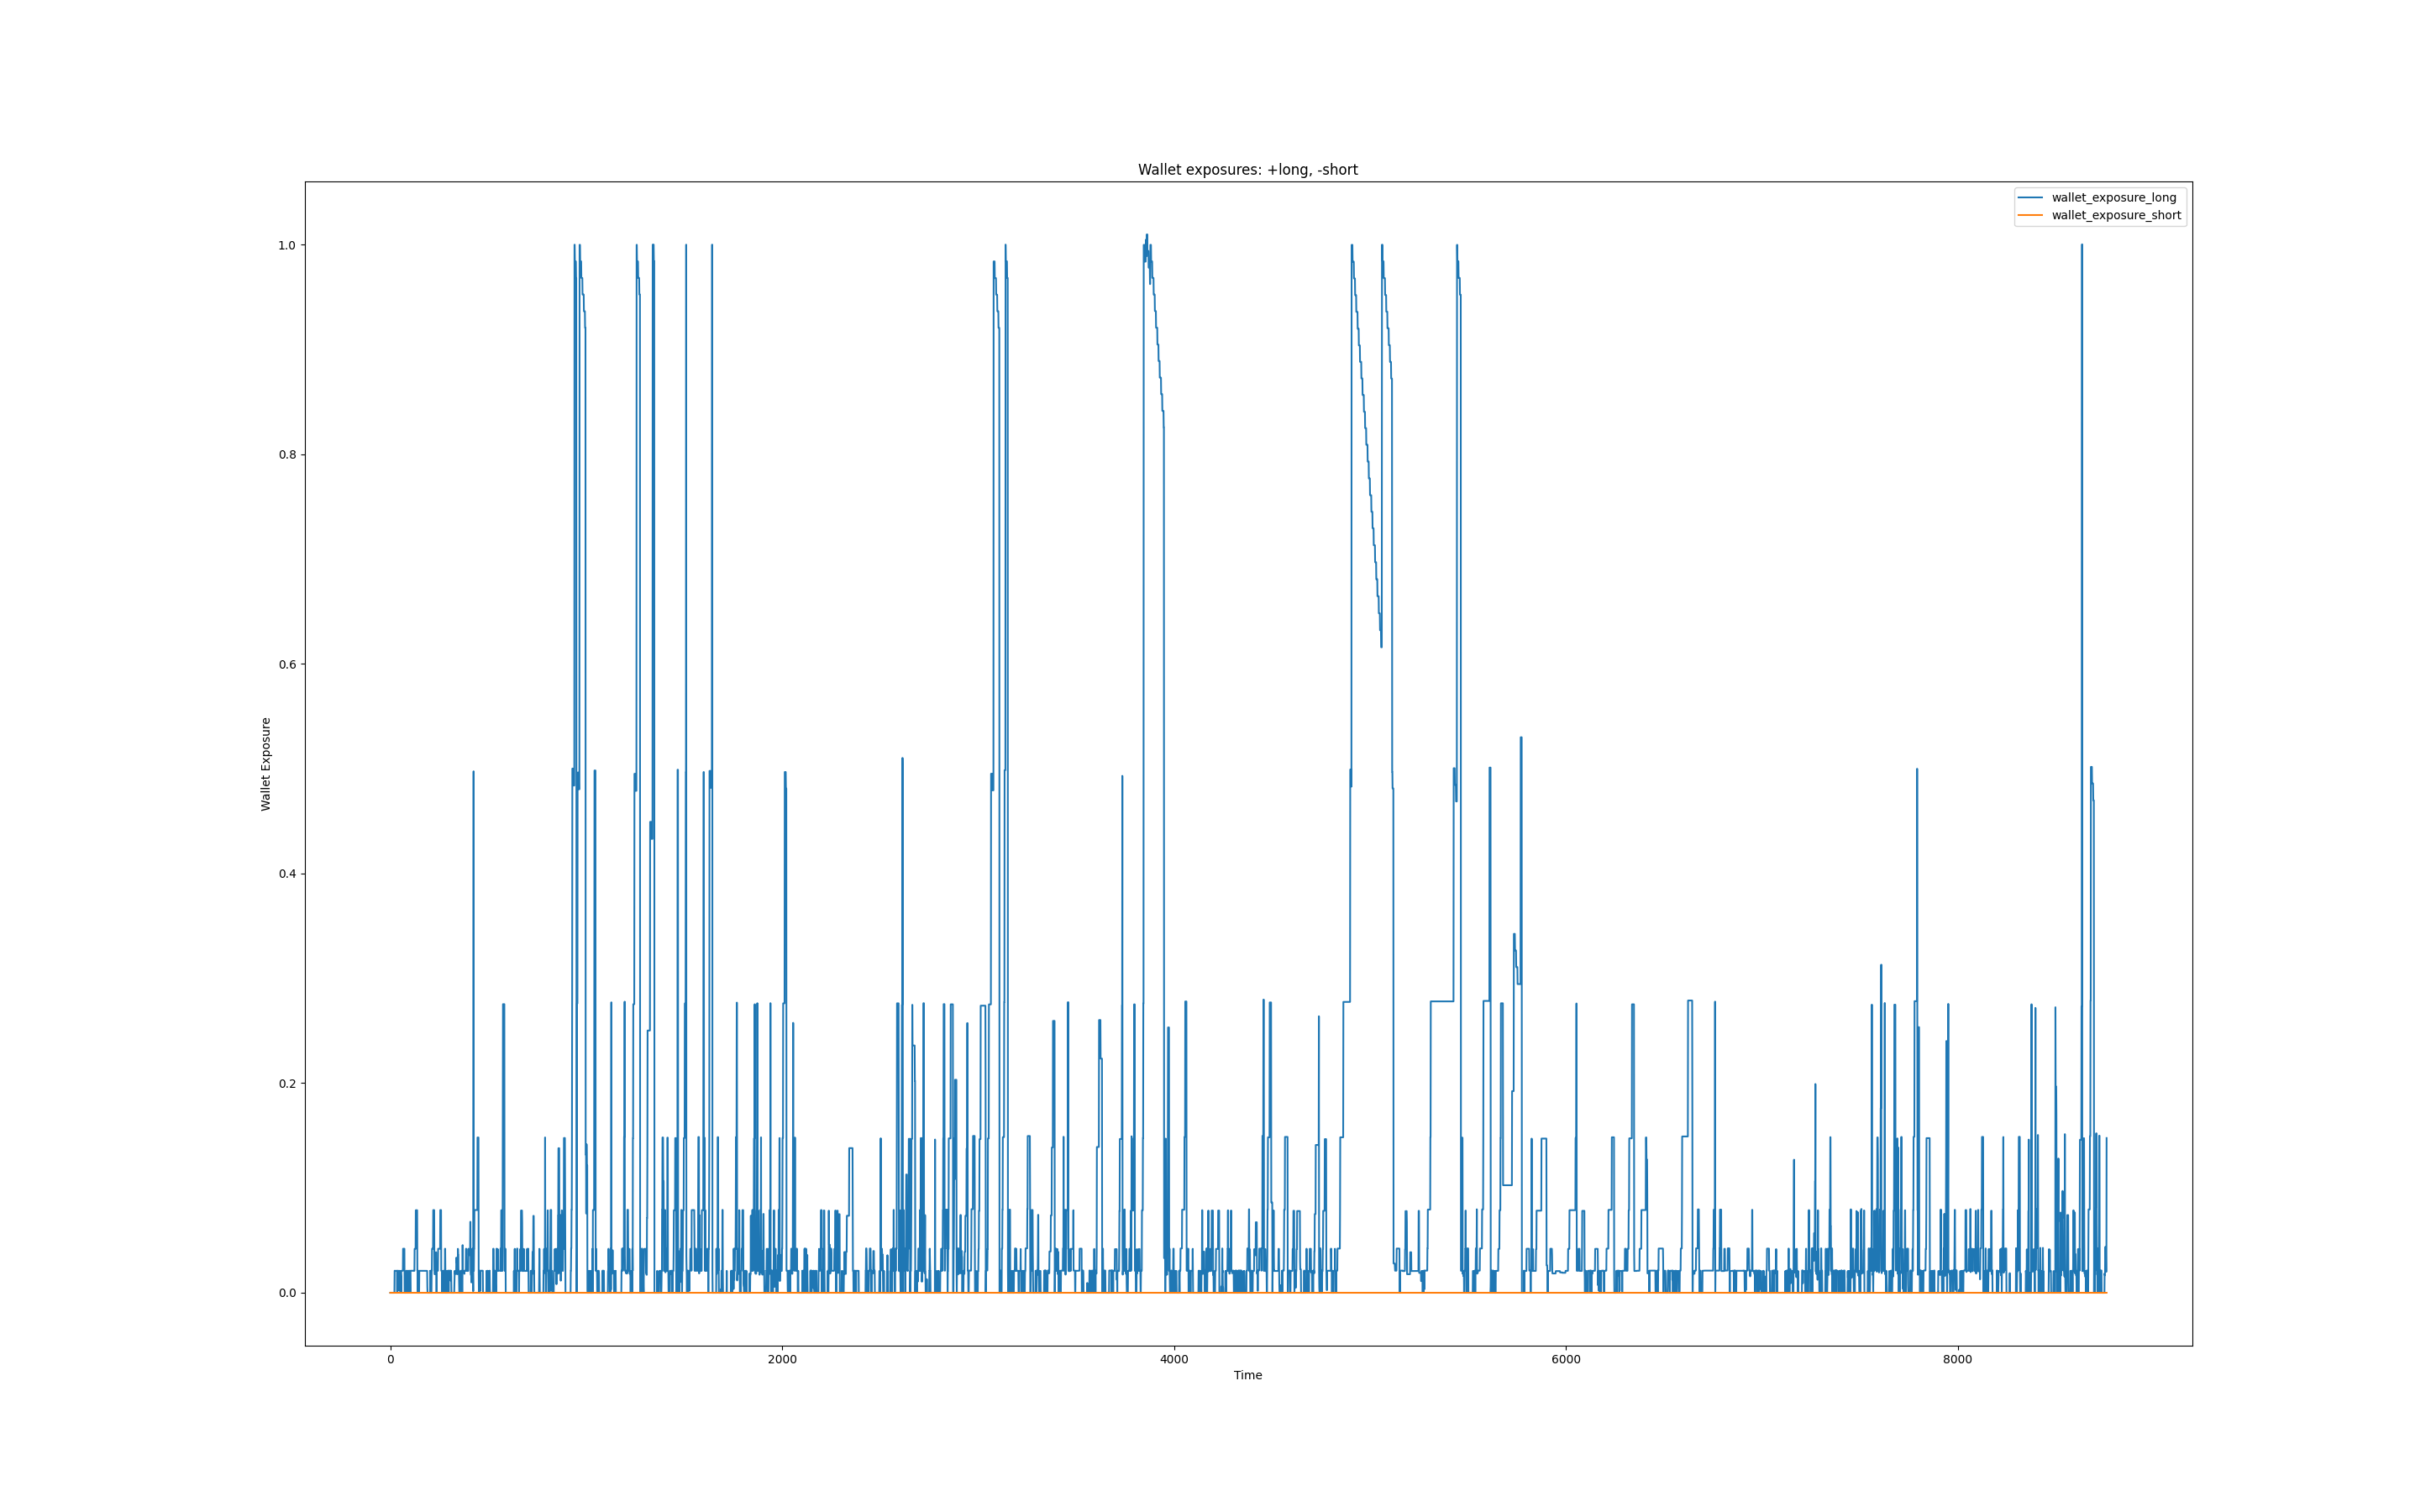 Wallet exposures: +long, -short
wallet_exposure_long
wallet_exposure_short
1.0
0.8
0.6
0.4
0.2
0.0
Wallet Exposure
0 2000 4000 6000 8000
Time